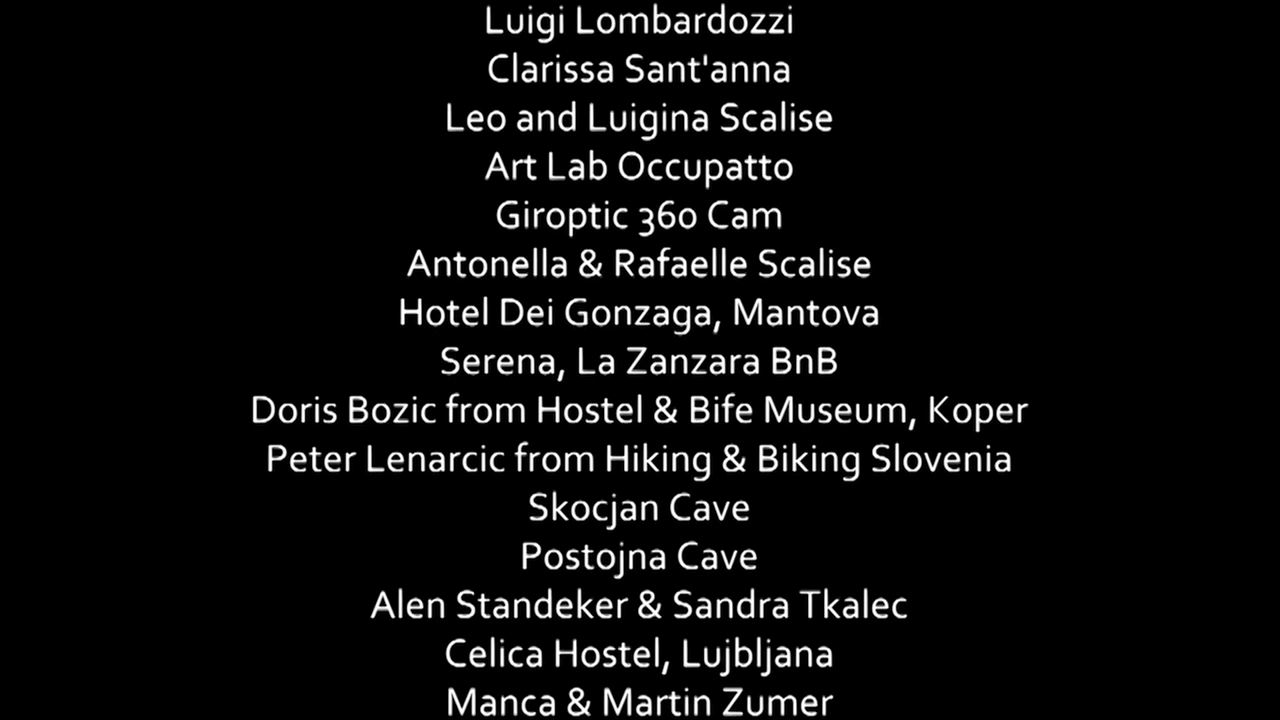 Luigi Lombardozzi
Clarissa Sant'anna
Leo and Luigina Scalise
Art Lab Occupatto
Giroptic 360 Cam
Antonella & Rafaelle Scalise
Hotel Dei Gonzaga, Mantova
Serena, La Zanzara BnB
Doris Bozic from Hostel & Bife Museum, Koper
Peter Lenarcic from Hiking & Biking Slovenia
Skocjan Cave
Postojna Cave
Alen Standeker & Sandra Tkalec
Celica Hostel, Lujbljana
Manca & Martin Zumer